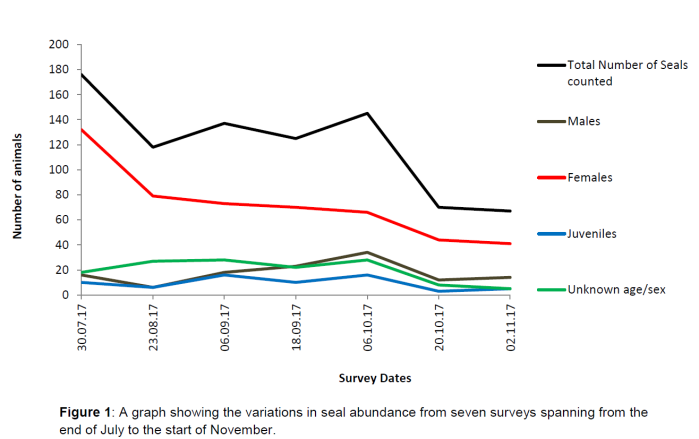 200
180
160
140
120
100
80
60
40
20
0
Number of animals
30.07.17
23.08.17
06.09.17
18.09.17
06.10.17
20.10.17
02.11.17
Survey Dates
Total Number of Seals
counted
Males
Females
Juveniles
Unknown age/sex
Figure 1: A graph showing the variations in seal abundance from seven surveys spanning from the
end of July to the start of November.